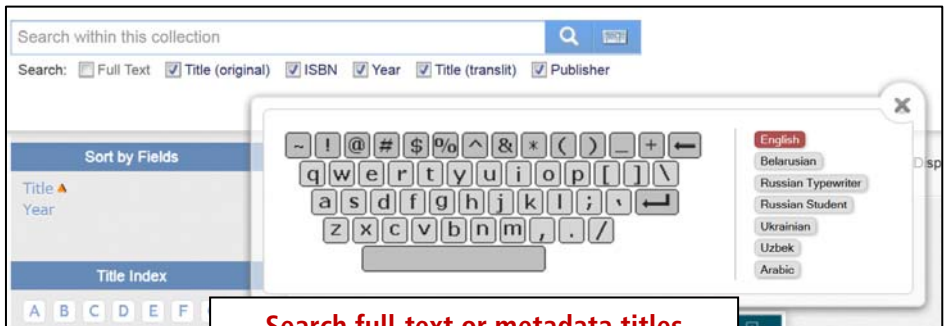 Search within this collection
Search: Full Text Title (original) ISBN Year Title (translit) Publisher
Sort by Fields
Title
Year
Title Index
A B C D E F
~ ! @ # $ % ^ & * ( ) _ +
q w e r t y u i o p [ ] \
a s d f g h j k l ;
z x c v b n m , . /
English
Belarusian
Russian Typewriter
Russian Student
Ukrainian
Uzbek
Arabic
Search full-text or metadata titles